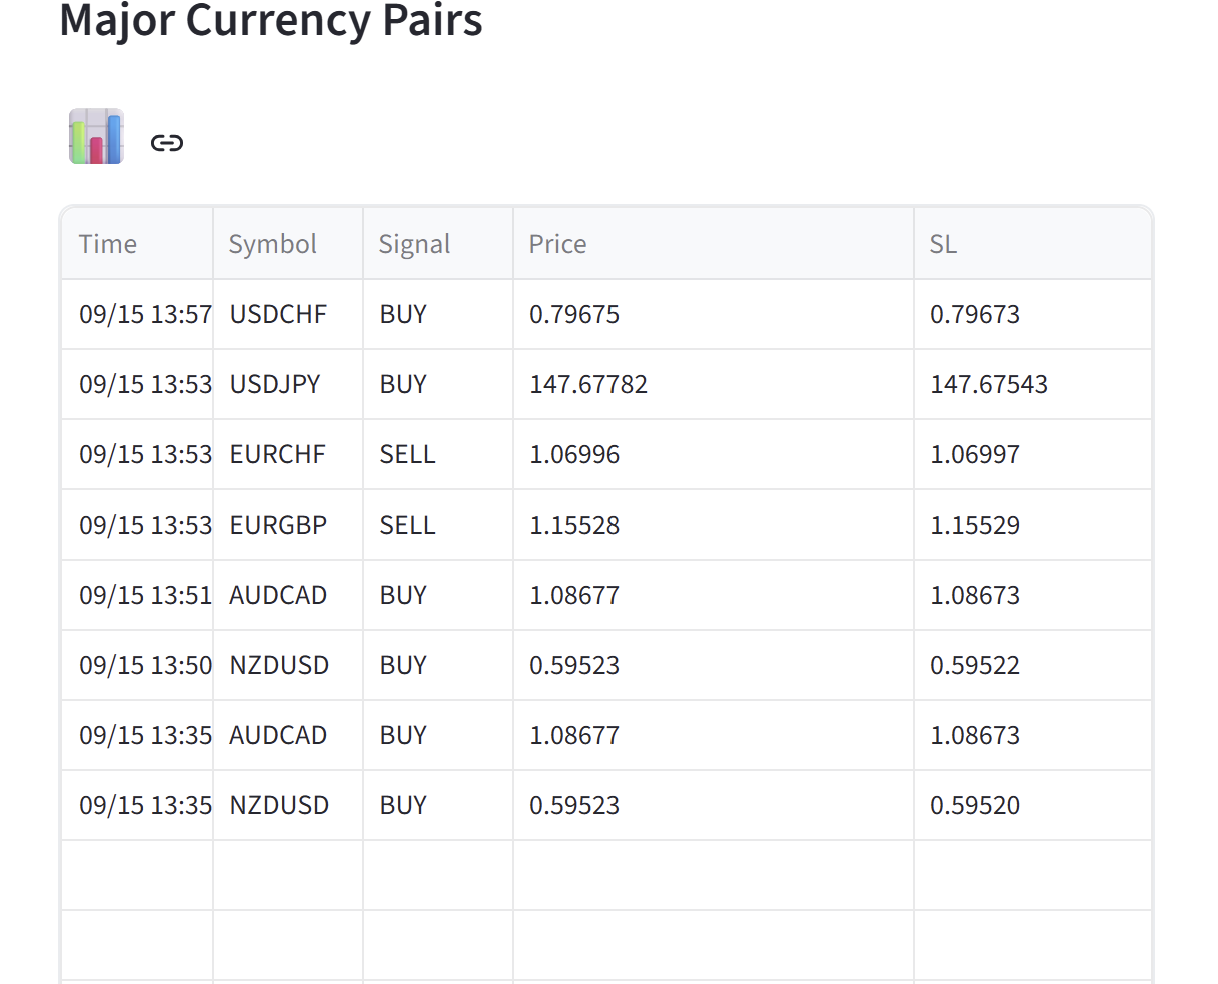 Major Currency Pairs
Time Symbol Signal Price SL
09/15 13:57 USDCHF BUY 0.79675 0.79673
09/15 13:53 USDJPY BUY 147.67782 147.67543
09/15 13:53 EURCHF SELL 1.06996 1.06997
09/15 13:53 EURGBP SELL 1.15528 1.15529
09/15 13:51 AUDCAD BUY 1.08677 1.08673
09/15 13:50 NZDUSD BUY 0.59523 0.59522
09/15 13:35 AUDCAD BUY 1.08677 1.08673
09/15 13:35 NZDUSD BUY 0.59523 0.59520